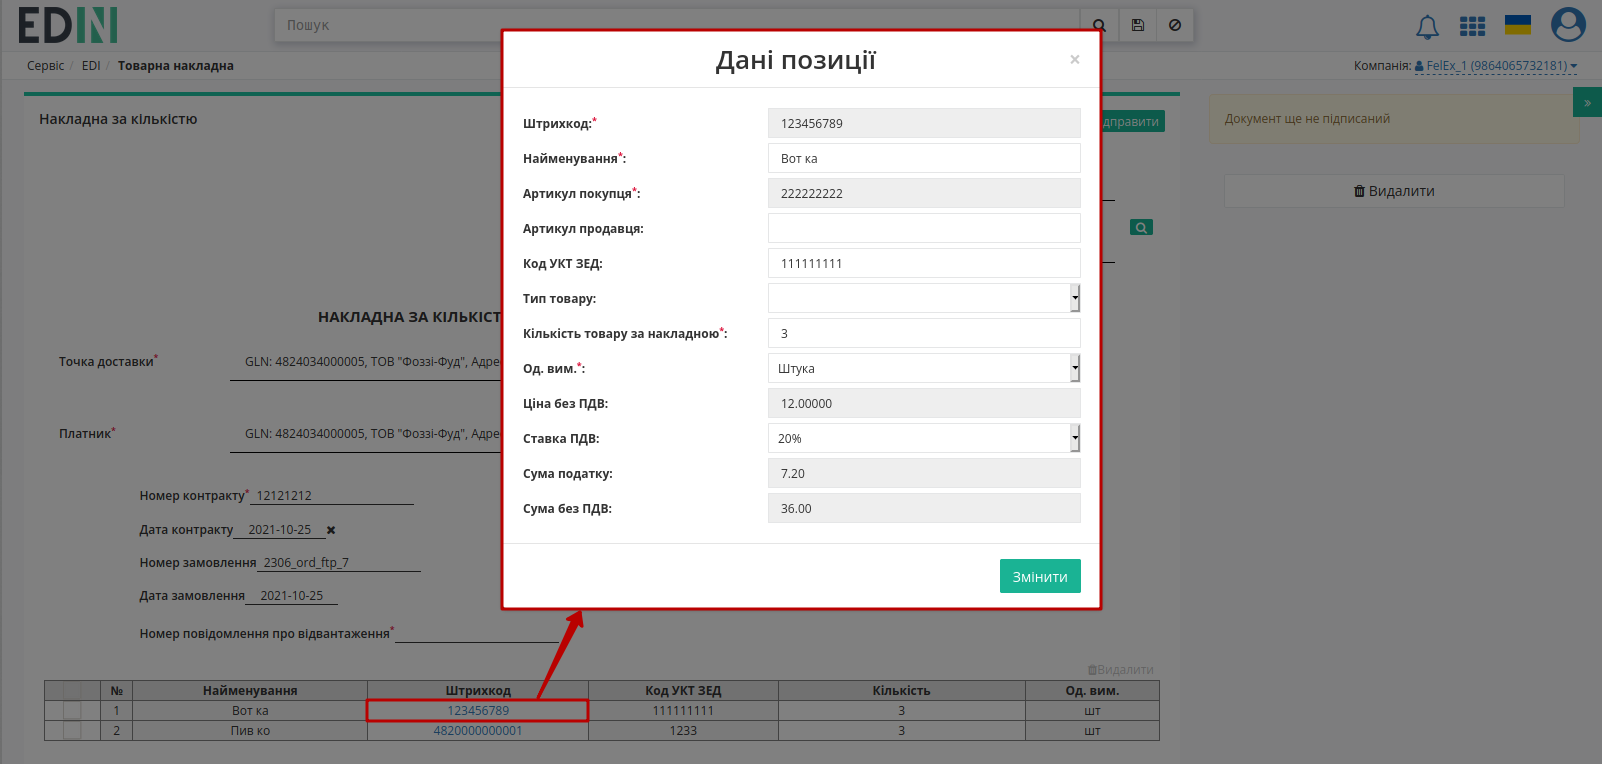 EDIN
Пошук
Сервіс / EDI / Товарна накладна
Компанія: FelEx_1 (9864065732181)
Накладна за кількістю
Документ ще не підписаний
Видалити
НАКЛАДНА ЗА
Точка доставки*
GLN: 4824034000005, ТОВ "Фоззі-Фуд",
Платник*
GLN: 4824034000005, ТОВ "Фоззі-Фуд",
Номер контракту* 12121212
Дата контракту 2021-10-25 ✖
Номер замовлення 2306_ord_ftp_7
Дата замовлення 2021-10-25
Номер повідомлення про відвантаження*
Дані позиції ×
Штрихкод:* 123456789
Найменування*: Вот ка
Артикул покупця*: 222222222
Артикул продавця:
Код УКТ ЗЕД: 111111111
Тип товару:
Кількість товару за накладною*: 3
Од. вим.*: Штука
Ціна без ПДВ: 12.00000
Ставка ПДВ: 20%
Сума податку: 7.20
Сума без ПДВ: 36.00
Змінити
Видалити
№ Найменування Штрихкод Код УКТ ЗЕД Кількість Од. вим.
1 Вот ка 123456789 111111111 3 шт
2 Пив ко 4820000000001 1233 3 шт